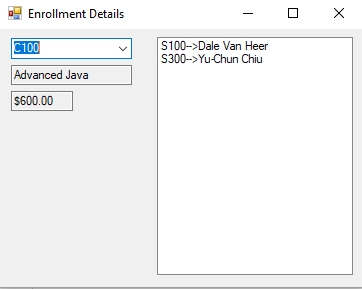 Enrollment Details
C100
Advanced Java
$600.00
S100-->Dale Van Heer
S300-->Yu-Chun Chiu